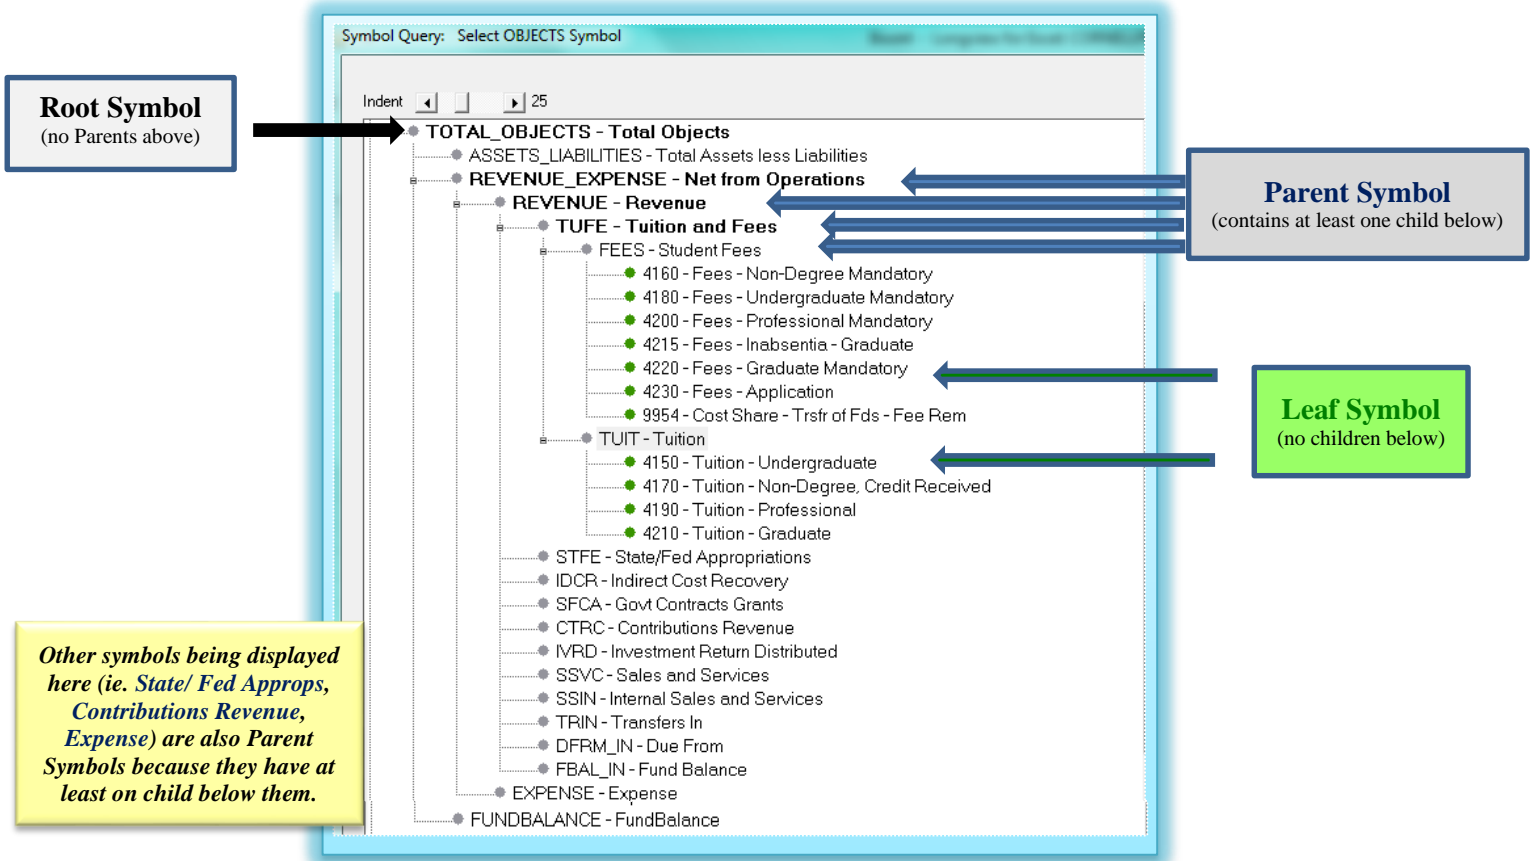 Symbol Query: Select OBJECTS Symbol
Root Symbol
(no Parents above)
Indent 25
TOTAL_OBJECTS - Total Objects
ASSETS_LIABILITIES - Total Assets less Liabilities
REVENUE_EXPENSE - Net from Operations
REVENUE - Revenue
TUFE - Tuition and Fees
FEES - Student Fees
4160 - Fees - Non-Degree Mandatory
4180 - Fees - Undergraduate Mandatory
4200 - Fees - Professional Mandatory
4215 - Fees - Inabsentia - Graduate
4220 - Fees - Graduate Mandatory
4230 - Fees - Application
9954 - Cost Share - Trsfr of Fds - Fee Rem
TUIT - Tuition
4150 - Tuition - Undergraduate
4170 - Tuition - Non-Degree, Credit Received
4190 - Tuition - Professional
4210 - Tuition - Graduate
STFE - State/Fed Appropriations
IDCR - Indirect Cost Recovery
SFCA - Govt Contracts Grants
CTRC - Contributions Revenue
IVRD - Investment Return Distributed
SSVC - Sales and Services
SSIN - Internal Sales and Services
TRIN - Transfers In
DFRM_IN - Due From
FBAL_IN - Fund Balance
EXPENSE - Expense
FUNDBALANCE - FundBalance
Parent Symbol
(contains at least one child below)
Leaf Symbol
(no children below)
Other symbols being displayed
here (ie. State/ Fed Approps,
Contributions Revenue,
Expense) are also Parent
Symbols because they have at
least on child below them.